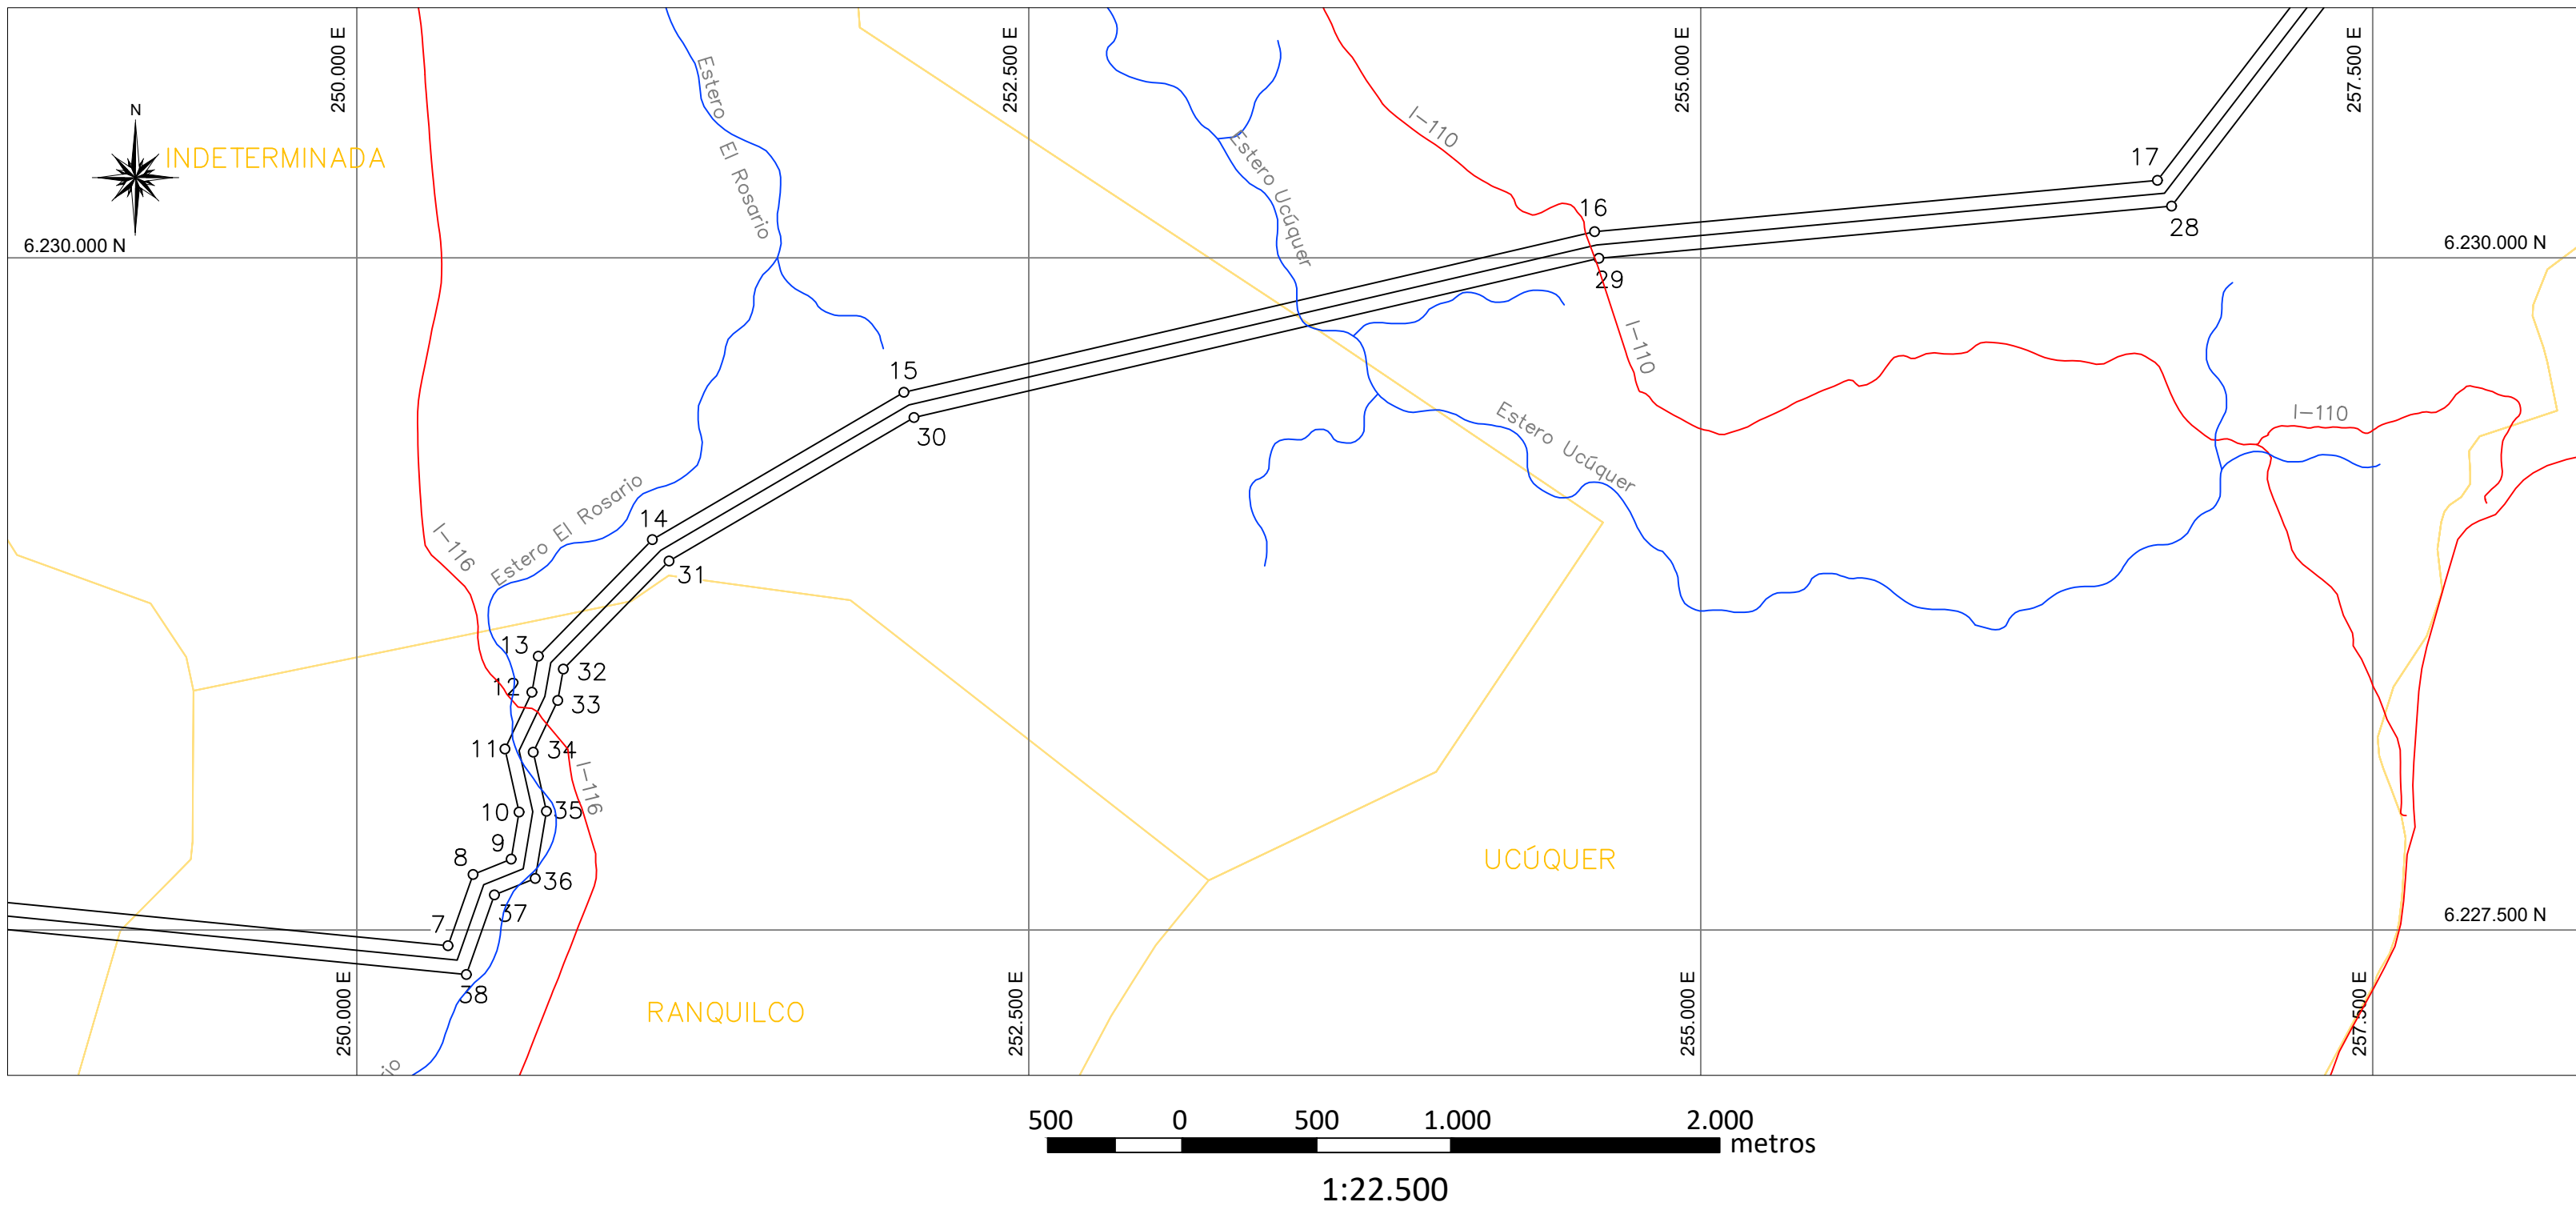 250.000 E
252.500 E
255.000 E
257.500 E
N
INDETERMINADA
Estero El Rosario
Estero Ucúquer
I-110
17
16
28
6.230.000 N
6.230.000 N
29
I-110
15
30
I-110
Estero Ucúquer
Estero El Rosario
14
I-116
31
13
32
12
33
11
34
I-116
10
35
9
8
36
UCÚQUER
37
7
6.227.500 N
38
RANQUILCO
250.000 E
252.500 E
255.000 E
257.500 E
io
500 0 500 1.000 2.000
metros
1:22.500